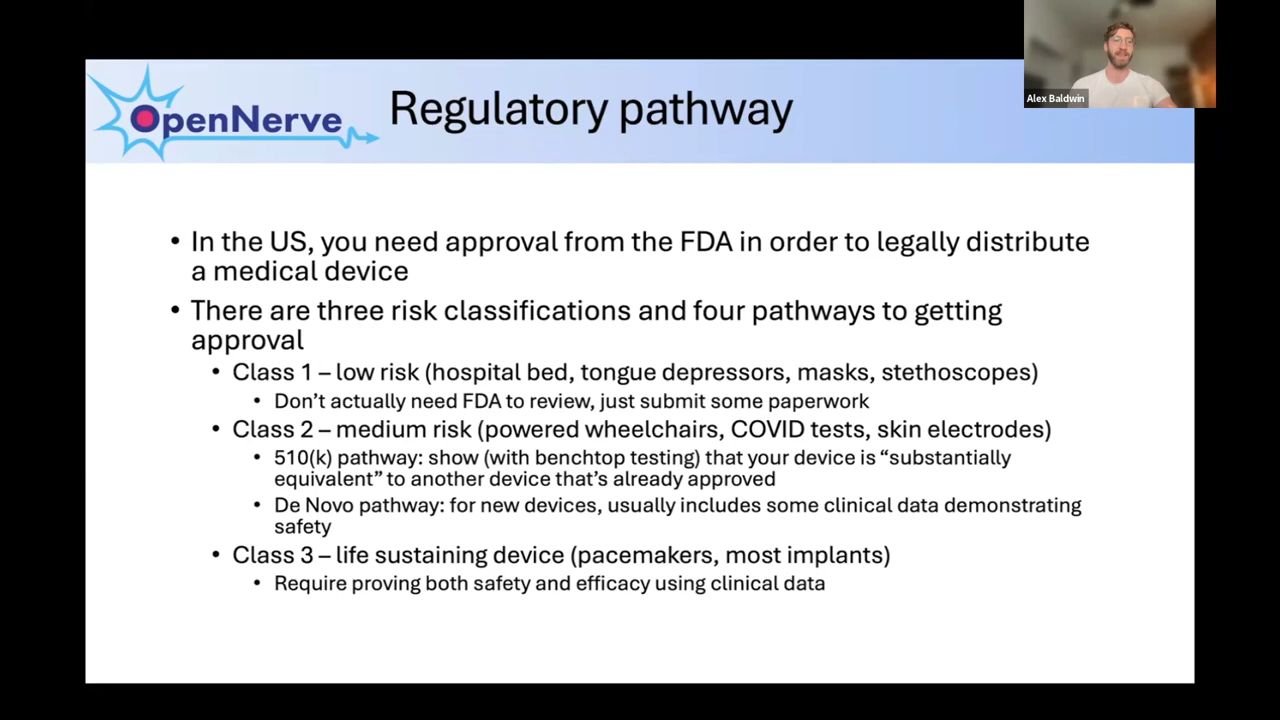 OpenNerve
Regulatory pathway
Alex Baldwin
• In the US, you need approval from the FDA in order to legally distribute
a medical device
• There are three risk classifications and four pathways to getting
approval
• Class 1 – low risk (hospital bed, tongue depressors, masks, stethoscopes)
• Don’t actually need FDA to review, just submit some paperwork
• Class 2 – medium risk (powered wheelchairs, COVID tests, skin electrodes)
• 510(k) pathway: show (with benchtop testing) that your device is “substantially
equivalent” to another device that’s already approved
• De Novo pathway: for new devices, usually includes some clinical data demonstrating
safety
• Class 3 – life sustaining device (pacemakers, most implants)
• Require proving both safety and efficacy using clinical data